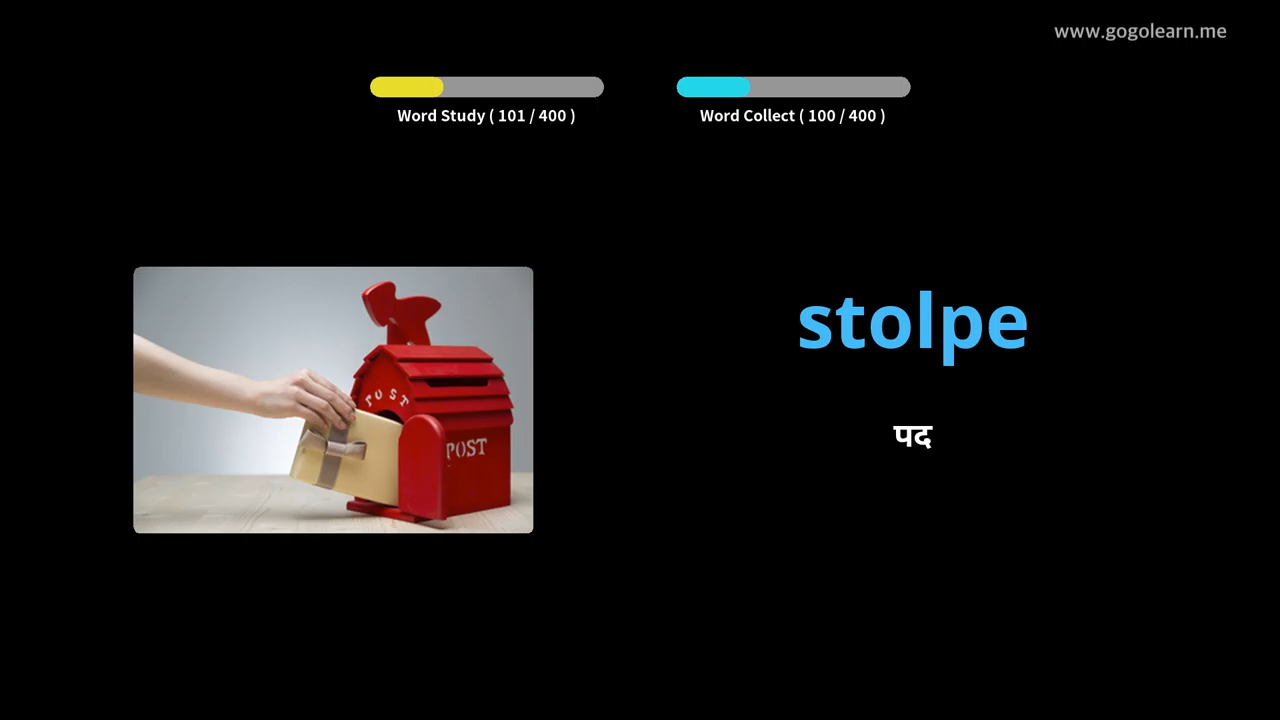 www.gogolearn.me
Word Study ( 101 / 400 )
Word Collect ( 100 / 400 )
stolpe
पद
POST
POST